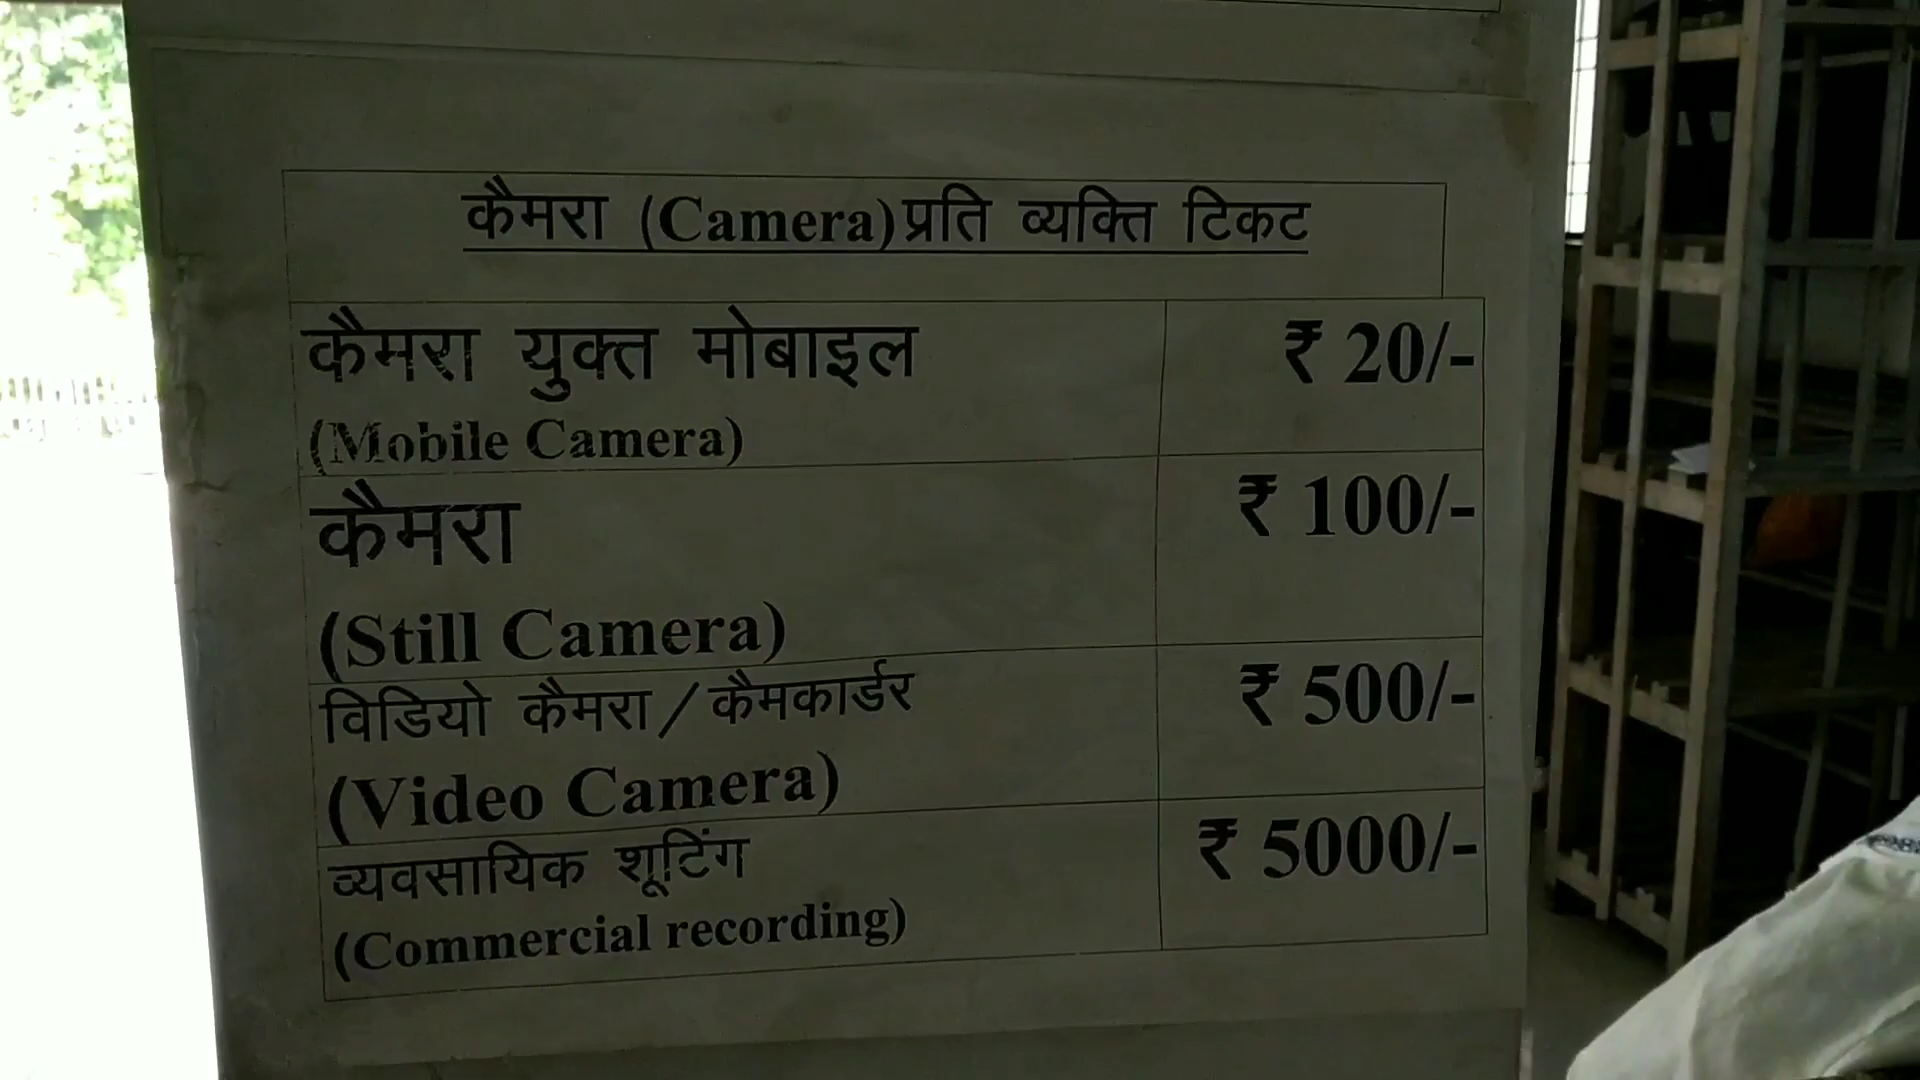 कैमरा (Camera)प्रति व्यक्ति टिकट
कैमरा युक्त मोबाइल ₹ 20/-
(Mobile Camera)
कैमरा ₹ 100/-
(Still Camera)
विडियो कैमरा/कैमकार्डर ₹ 500/-
(Video Camera)
व्यवसायिक शूटिंग ₹ 5000/-
(Commercial recording)